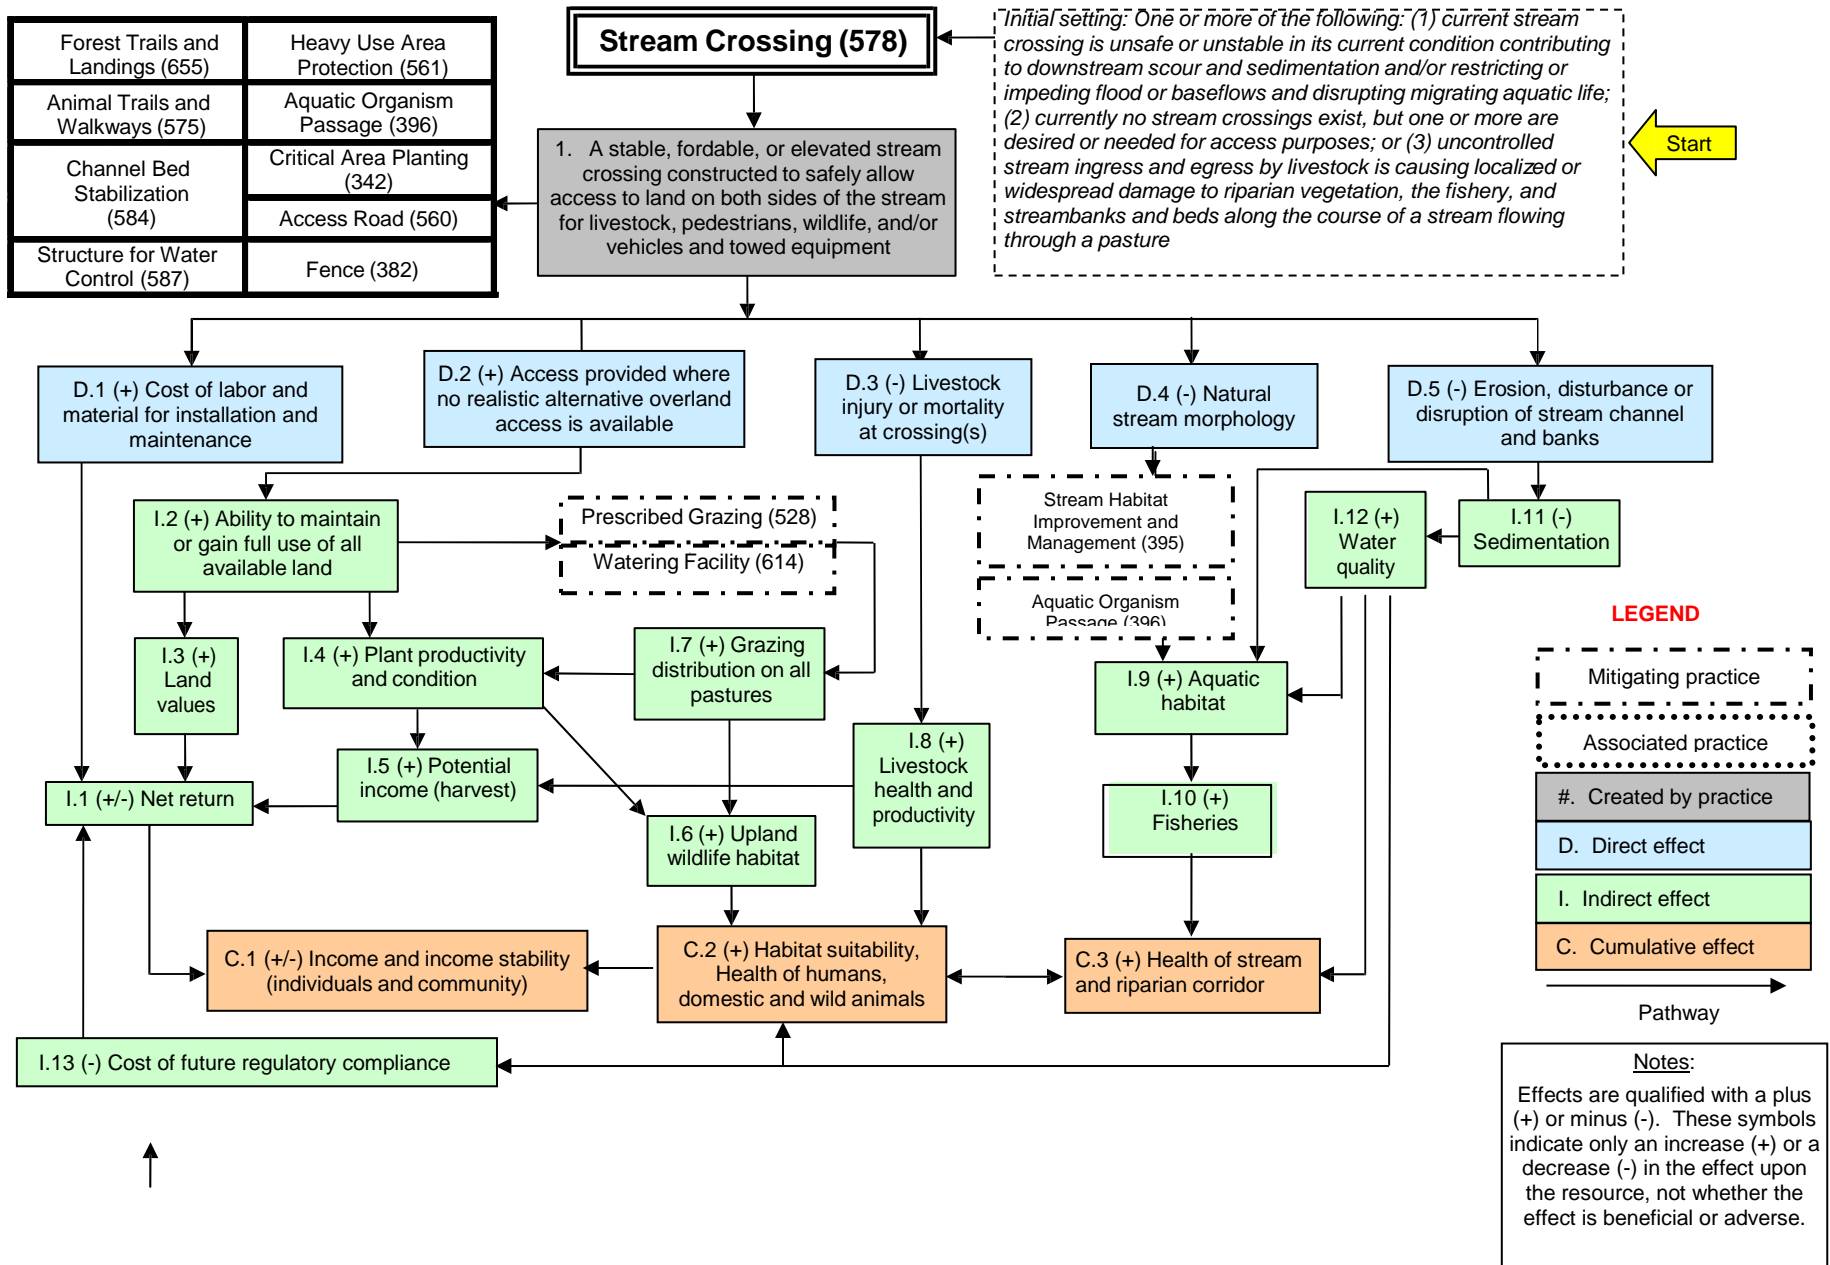 Forest Trails and
Landings (655)
Heavy Use Area
Protection (561)
Animal Trails and
Walkways (575)
Aquatic Organism
Passage (396)
Channel Bed
Stabilization
(584)
Critical Area Planting
(342)
Access Road (560)
Structure for Water
Control (587)
Fence (382)
Stream Crossing (578)
Initial setting: One or more of the following: (1) current stream
crossing is unsafe or unstable in its current condition contributing
to downstream scour and sedimentation and/or restricting or
impeding flood or baseflows and disrupting migrating aquatic life;
(2) currently no stream crossings exist, but one or more are
desired or needed for access purposes; or (3) uncontrolled
stream ingress and egress by livestock is causing localized or
widespread damage to riparian vegetation, the fishery, and
streambanks and beds along the course of a stream flowing
through a pasture
Start
1. A stable, fordable, or elevated stream
crossing constructed to safely allow
access to land on both sides of the stream
for livestock, pedestrians, wildlife, and/or
vehicles and towed equipment
D.1 (+) Cost of labor and
material for installation and
maintenance
D.2 (+) Access provided where
no realistic alternative overland
access is available
D.3 (-) Livestock
injury or mortality
at crossing(s)
D.4 (-) Natural
stream morphology
D.5 (-) Erosion, disturbance or
disruption of stream channel
and banks
I.2 (+) Ability to maintain
or gain full use of all
available land
Prescribed Grazing (528)
Watering Facility (614)
Stream Habitat
Improvement and
Management (395)
Aquatic Organism
Passage (396)
I.12 (+)
Water
quality
I.11 (-)
Sedimentation
I.3 (+)
Land
values
I.4 (+) Plant productivity
and condition
I.7 (+) Grazing
distribution on all
pastures
I.9 (+) Aquatic
habitat
I.1 (+/-) Net return
I.5 (+) Potential
income (harvest)
I.6 (+) Upland
wildlife habitat
I.8 (+)
Livestock
health and
productivity
I.10 (+)
Fisheries
C.1 (+/-) Income and income stability
(individuals and community)
C.2 (+) Habitat suitability,
Health of humans,
domestic and wild animals
C.3 (+) Health of stream
and riparian corridor
I.13 (-) Cost of future regulatory compliance
LEGEND
Mitigating practice
Associated practice
#. Created by practice
D. Direct effect
I. Indirect effect
C. Cumulative effect
Pathway
Notes:
Effects are qualified with a plus
(+) or minus (-). These symbols
indicate only an increase (+) or a
decrease (-) in the effect upon
the resource, not whether the
effect is beneficial or adverse.